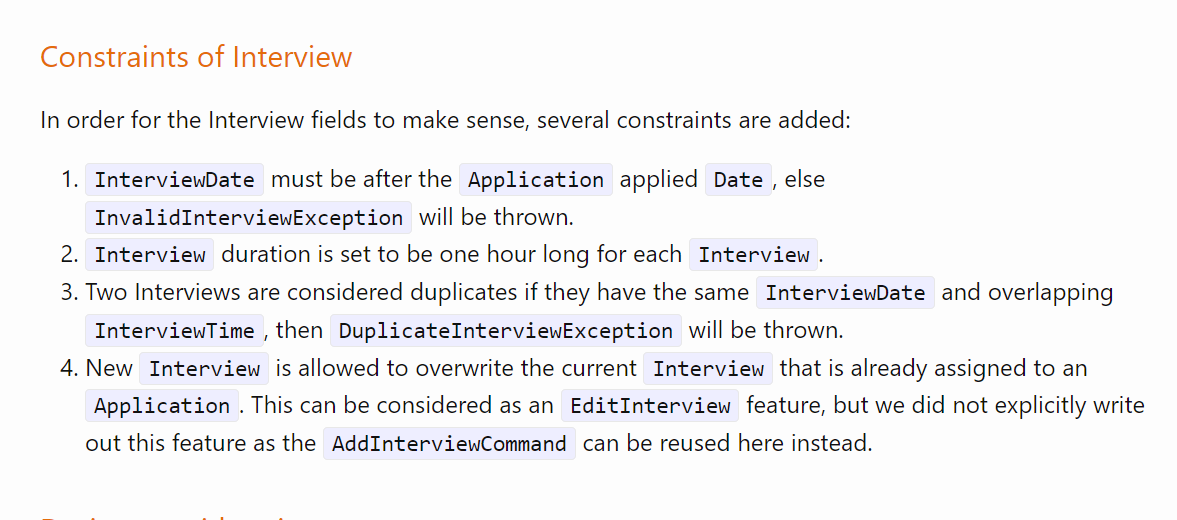 Constraints of Interview
In order for the Interview fields to make sense, several constraints are added:
1. InterviewDate must be after the Application applied Date, else
InvalidInterviewException will be thrown.
2. Interview duration is set to be one hour long for each Interview.
3. Two Interviews are considered duplicates if they have the same InterviewDate and overlapping
InterviewTime, then DuplicateInterviewException will be thrown.
4. New Interview is allowed to overwrite the current Interview that is already assigned to an
Application. This can be considered as an EditInterview feature, but we did not explicitly write
out this feature as the AddInterviewCommand can be reused here instead.